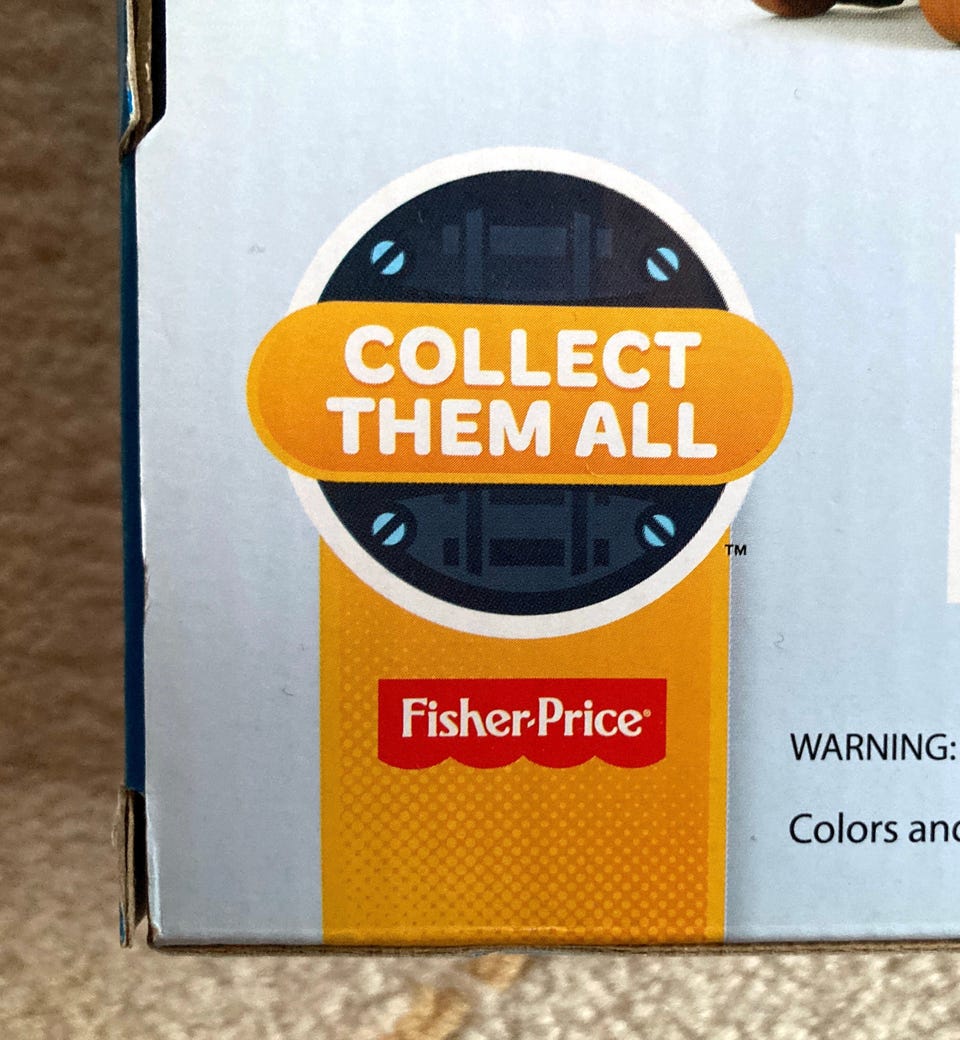 COLLECT
THEM ALL
TM
Fisher-Price®
WARNING:
Colors and